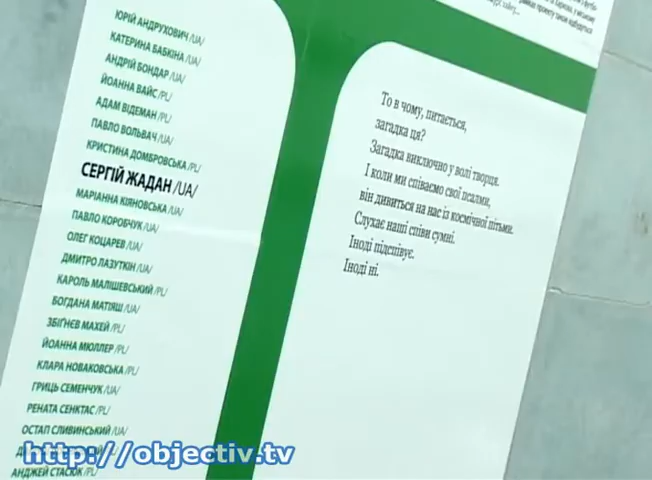 ЮРІЙ АНДРУХОВИЧ /UA/
КАТЕРИНА БАБКІНА /UA/
АНДРІЙ БОНДАР /UA/
ЙОАННА ВАЙС /PL/
АДАМ ВІДЕМАН /PL/
ПАВЛО ВОЛЬВАЧ /UA/
КРИСТИНА ДОМБРОВСЬКА /PL/
СЕРГІЙ ЖАДАН /UA/
МАРІАННА КІЯНОВСЬКА /UA/
ПАВЛО КОРОБЧУК /UA/
ОЛЕГ КОЦАРЕВ /UA/
ДМИТРО ЛАЗУТКІН /UA/
КАРОЛЬ МАЛІШЕВСЬКИЙ /PL/
БОГДАНА МАТІЯШ /UA/
ЗБІҐНЄВ МАХЕЙ /PL/
ЙОАННА МЮЛЛЕР /PL/
КЛАРА НОВАКОВСЬКА /PL/
ГРИЦЬ СЕМЕНЧУК /UA/
РЕНАТА СЕНКТАС /PL/
ОСТАП СЛИВИНСЬКИЙ /UA/
АНДЖЕЙ СТАСЮК /PL/
То в чому, питається,
загадка ця?
Загадка виключно у волі творця.
І коли ми співаємо свої псалми,
він дивиться на нас із космічної пітьми.
Слухає наші співи сумні.
Іноді підспівує.
Іноді ні.
http://objectiv.tv